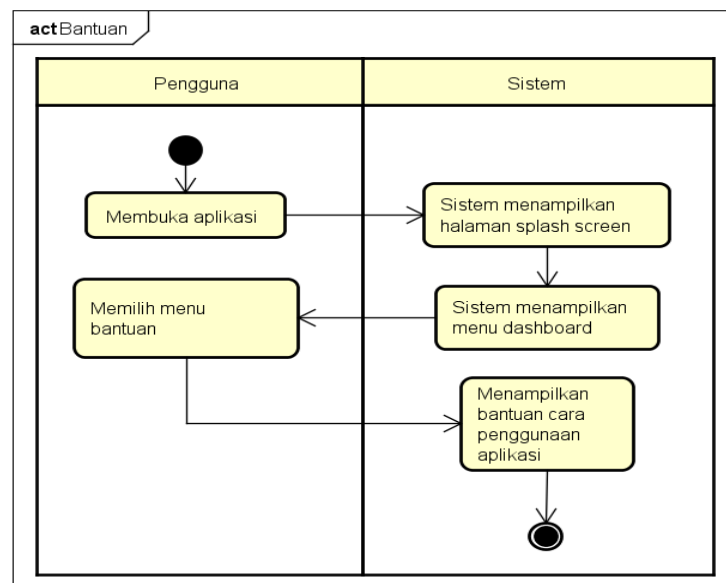 act Bantuan
Pengguna
Sistem
Membuka aplikasi
Sistem menampilkan
halaman splash screen
Sistem menampilkan
menu dashboard
Memilih menu
bantuan
Menampilkan
bantuan cara
penggunaan
aplikasi